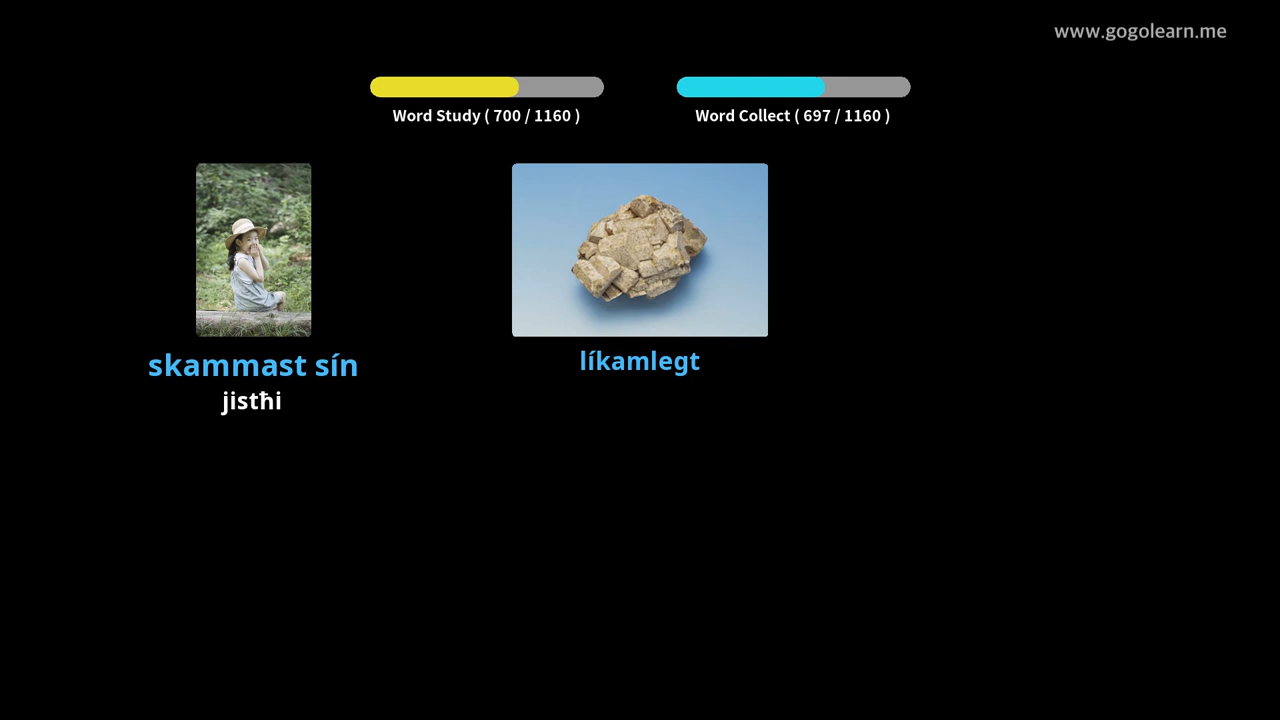 www.gogolearn.me
Word Study ( 700 / 1160 )
Word Collect ( 697 / 1160 )
skammast sín
jistħi
líkamlegt